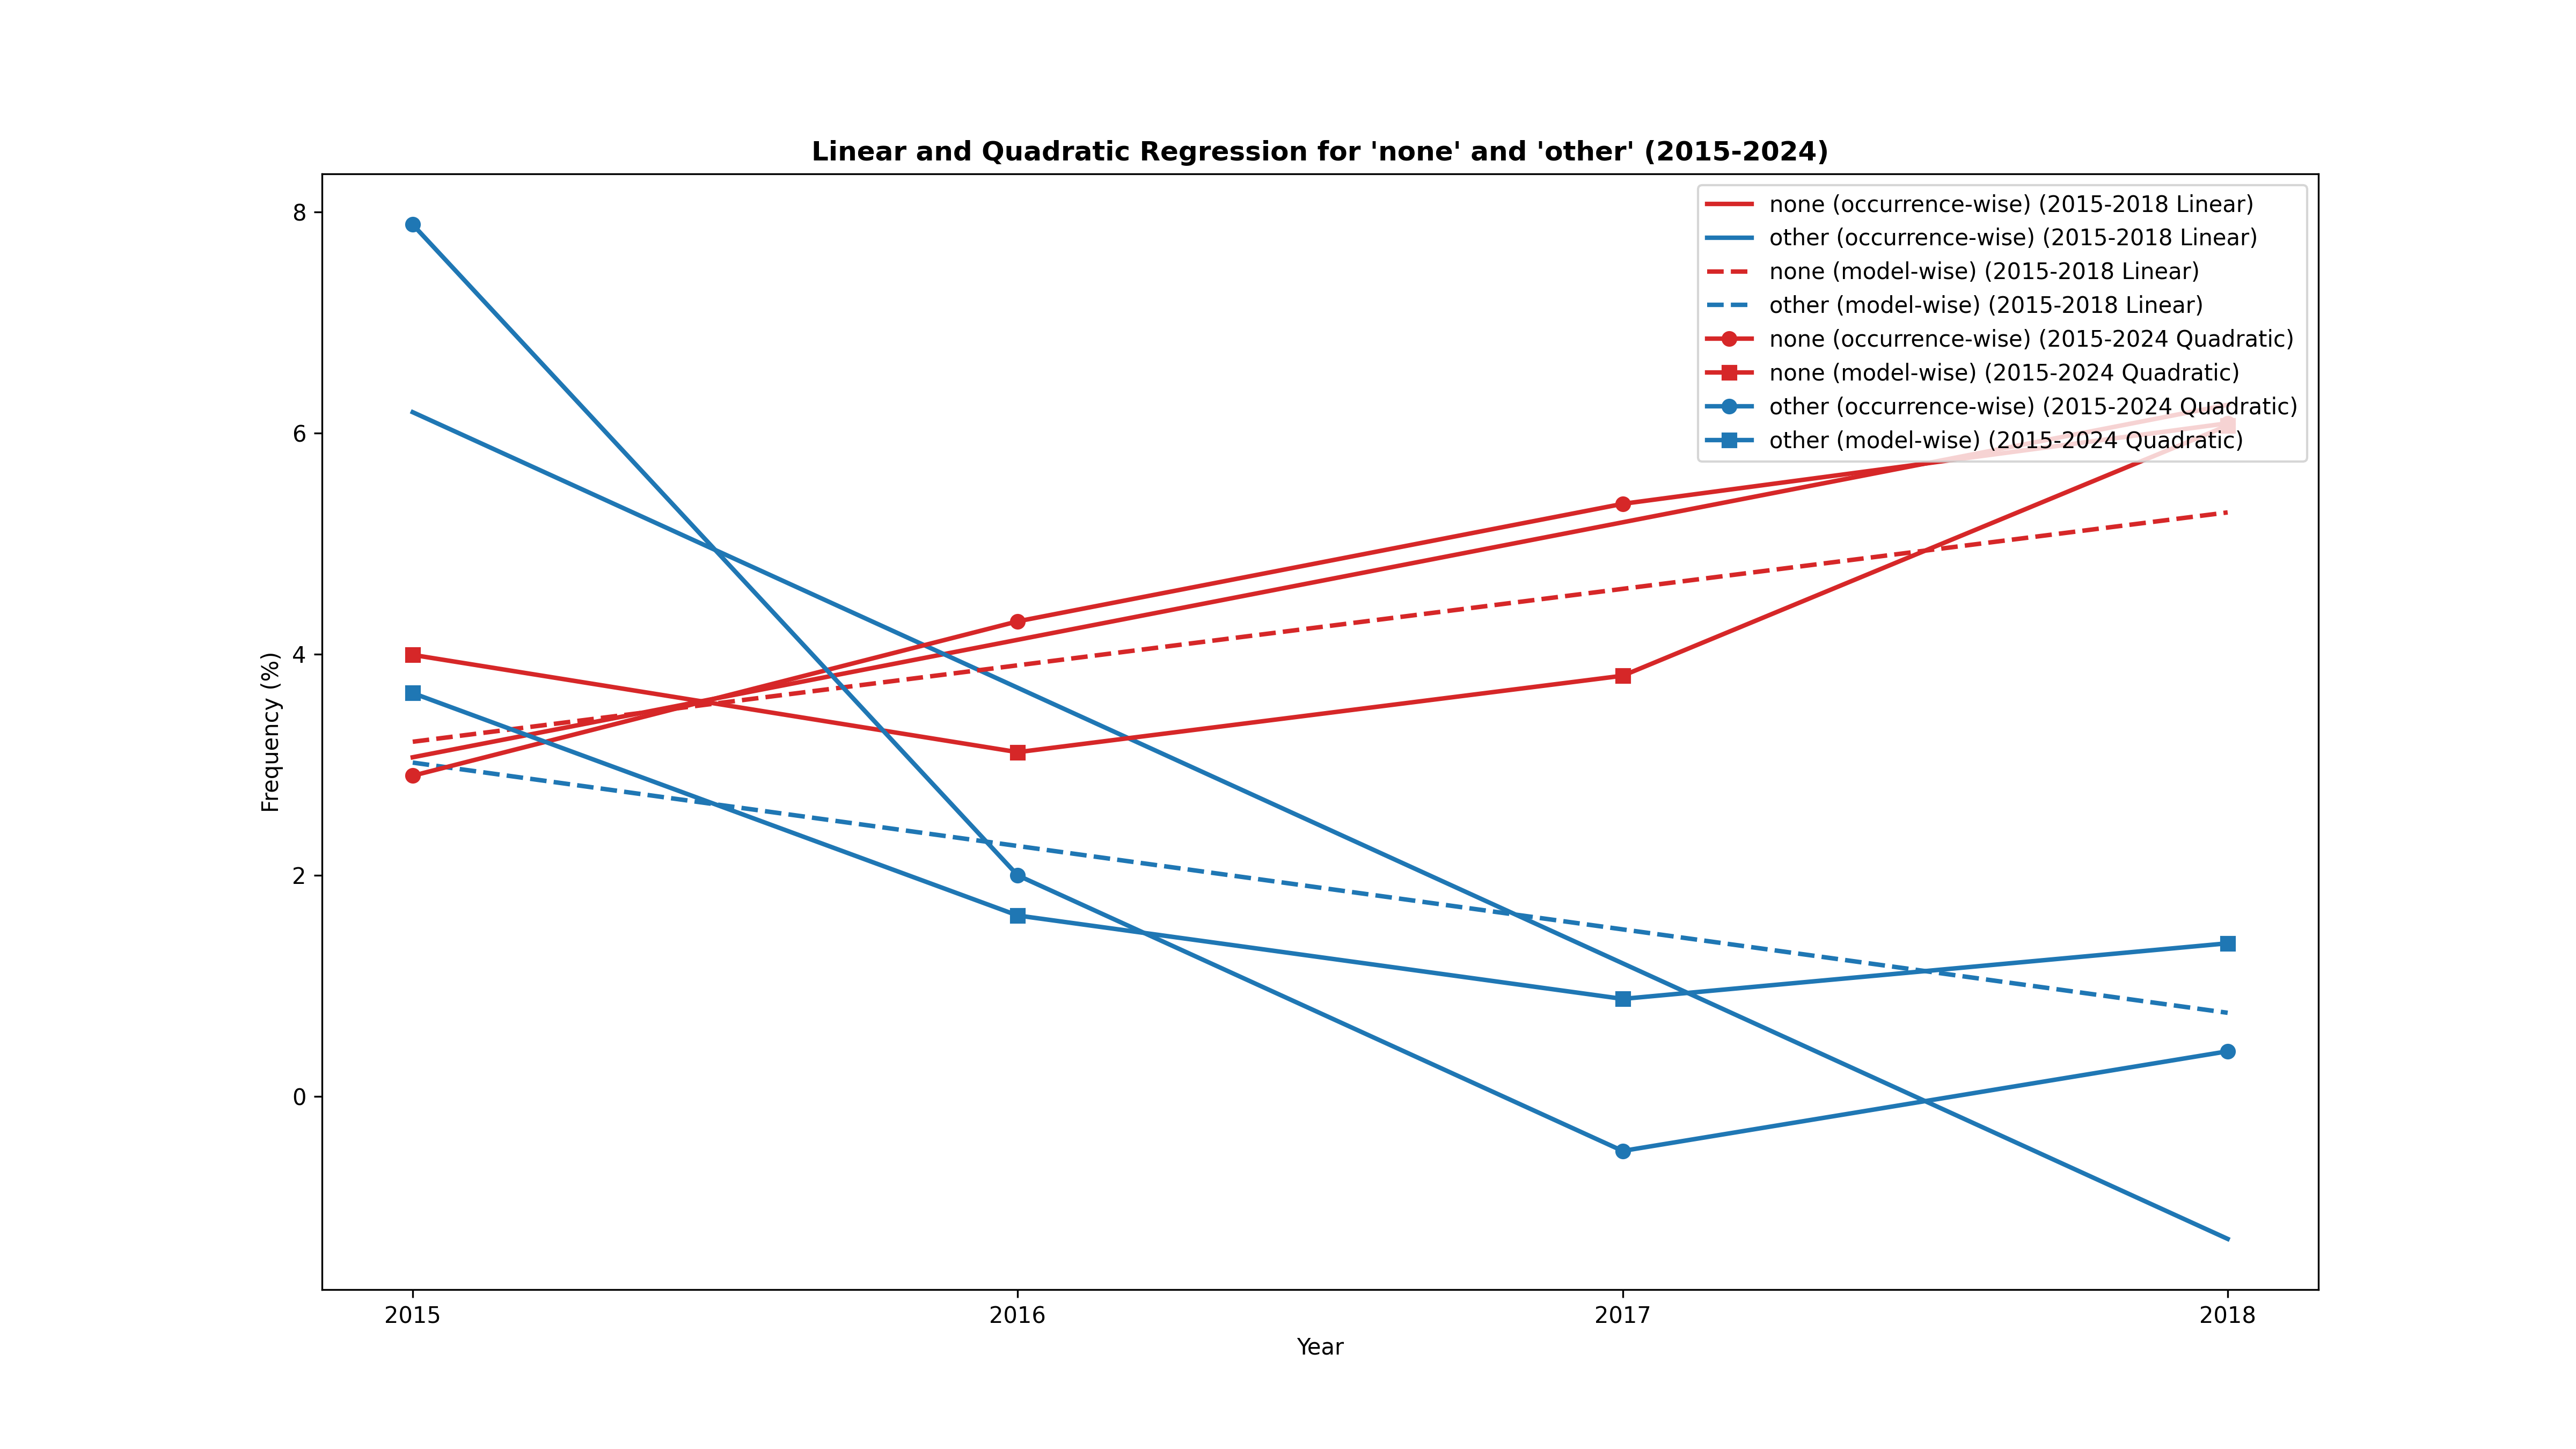 Linear and Quadratic Regression for 'none' and 'other' (2015-2024)
none (occurrence-wise) (2015-2018 Linear)
other (occurrence-wise) (2015-2018 Linear)
none (model-wise) (2015-2018 Linear)
other (model-wise) (2015-2018 Linear)
none (occurrence-wise) (2015-2024 Quadratic)
none (model-wise) (2015-2024 Quadratic)
other (occurrence-wise) (2015-2024 Quadratic)
other (model-wise) (2015-2024 Quadratic)
8
6
4
2
0
Frequency (%)
2015 2016 2017 2018
Year